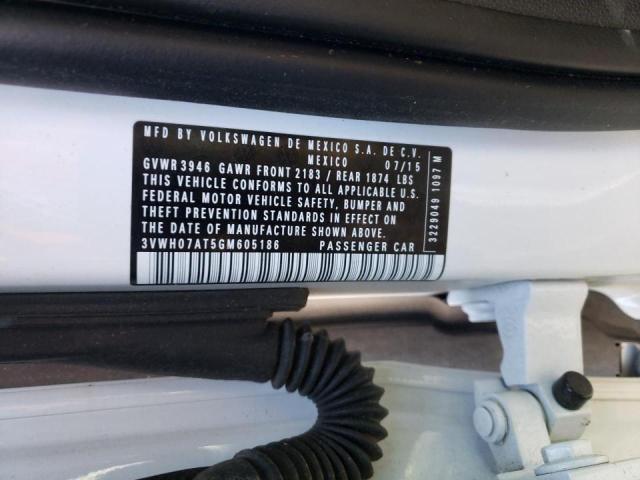 MFD BY VOLKSWAGEN DE MEXICO S.A. DE C.V.
MEXICO 07/15
GVWR 3946 GAWR FRONT 2183 / REAR 1874 LBS
THIS VEHICLE CONFORMS TO ALL APPLICABLE U.S.
FEDERAL MOTOR VEHICLE SAFETY, BUMPER AND
THEFT PREVENTION STANDARDS IN EFFECT ON
THE DATE OF MANUFACTURE SHOWN ABOVE.
3VWH07AT5GM605186 PASSENGER CAR
3229049 1097 M